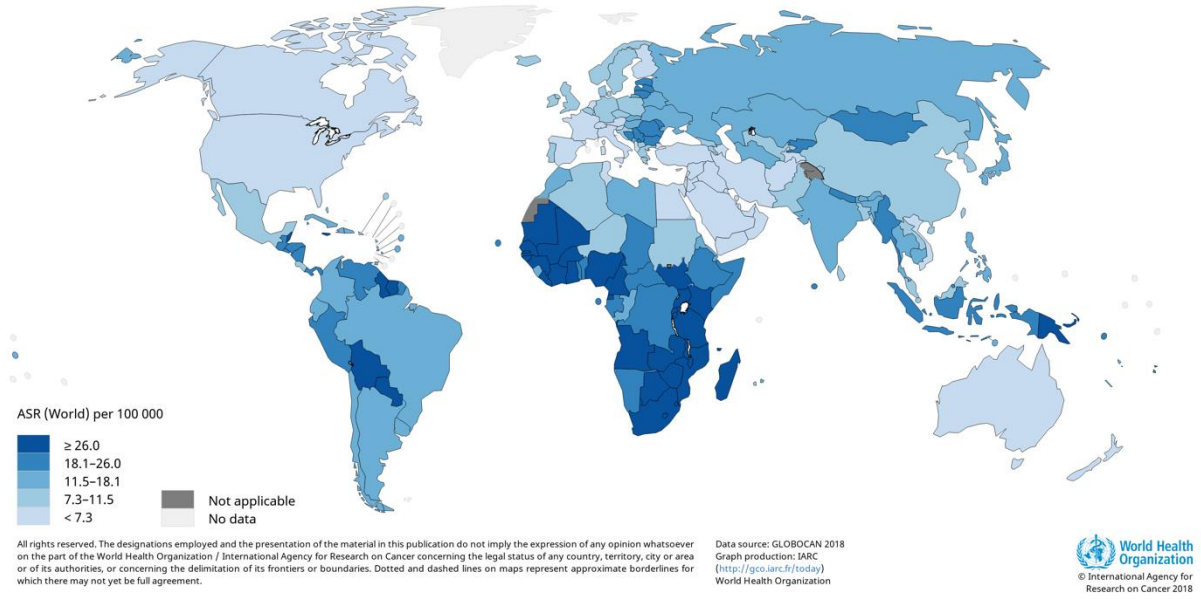 ASR (World) per 100 000
≥ 26.0
18.1–26.0
11.5–18.1
7.3–11.5
< 7.3
Not applicable
No data
All rights reserved. The designations employed and the presentation of the material in this publication do not imply the expression of any opinion whatsoever
on the part of the World Health Organization / International Agency for Research on Cancer concerning the legal status of any country, territory, city or area
or of its authorities, or concerning the delimitation of its frontiers or boundaries. Dotted and dashed lines on maps represent approximate borderlines for
which there may not yet be full agreement.
Data source: GLOBOCAN 2018
Graph production: IARC
(http://gco.iarc.fr/today)
World Health Organization
World Health
Organization
© International Agency for
Research on Cancer 2018